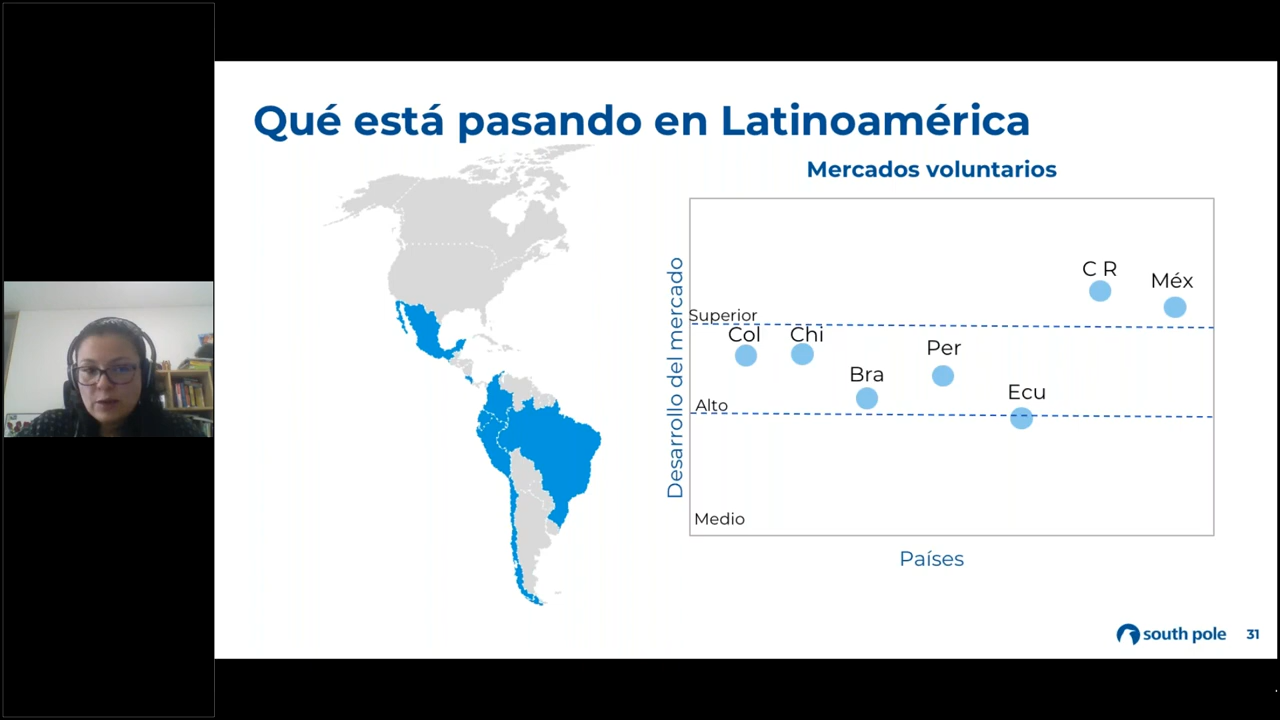 Qué está pasando en Latinoamérica
Mercados voluntarios
Desarrollo del mercado
C R
Méx
Superior
Col
Chi
Per
Bra
Ecu
Alto
Medio
Países
south pole
31